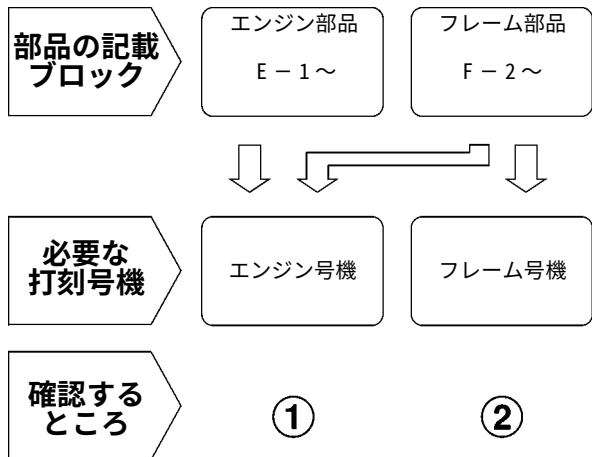 部品の記載
ブロック
エンジン部品
E－1～
フレーム部品
F－2～
必要な
打刻号機
エンジン号機
フレーム号機
確認する
ところ
①
②